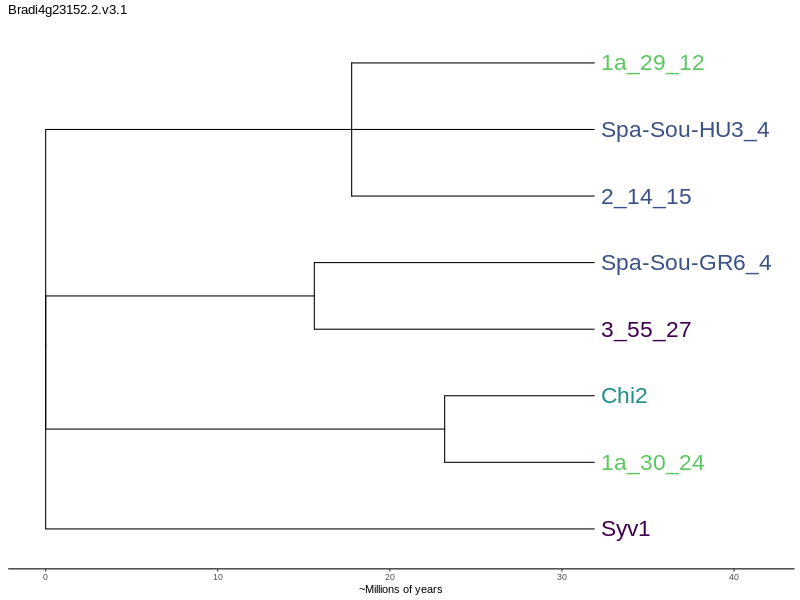 Bradi4g23152.2.v3.1
1a_29_12
Spa-Sou-HU3_4
2_14_15
Spa-Sou-GR6_4
3_55_27
Chi2
1a_30_24
Syv1
0 10 20 30 40
~Millions of years